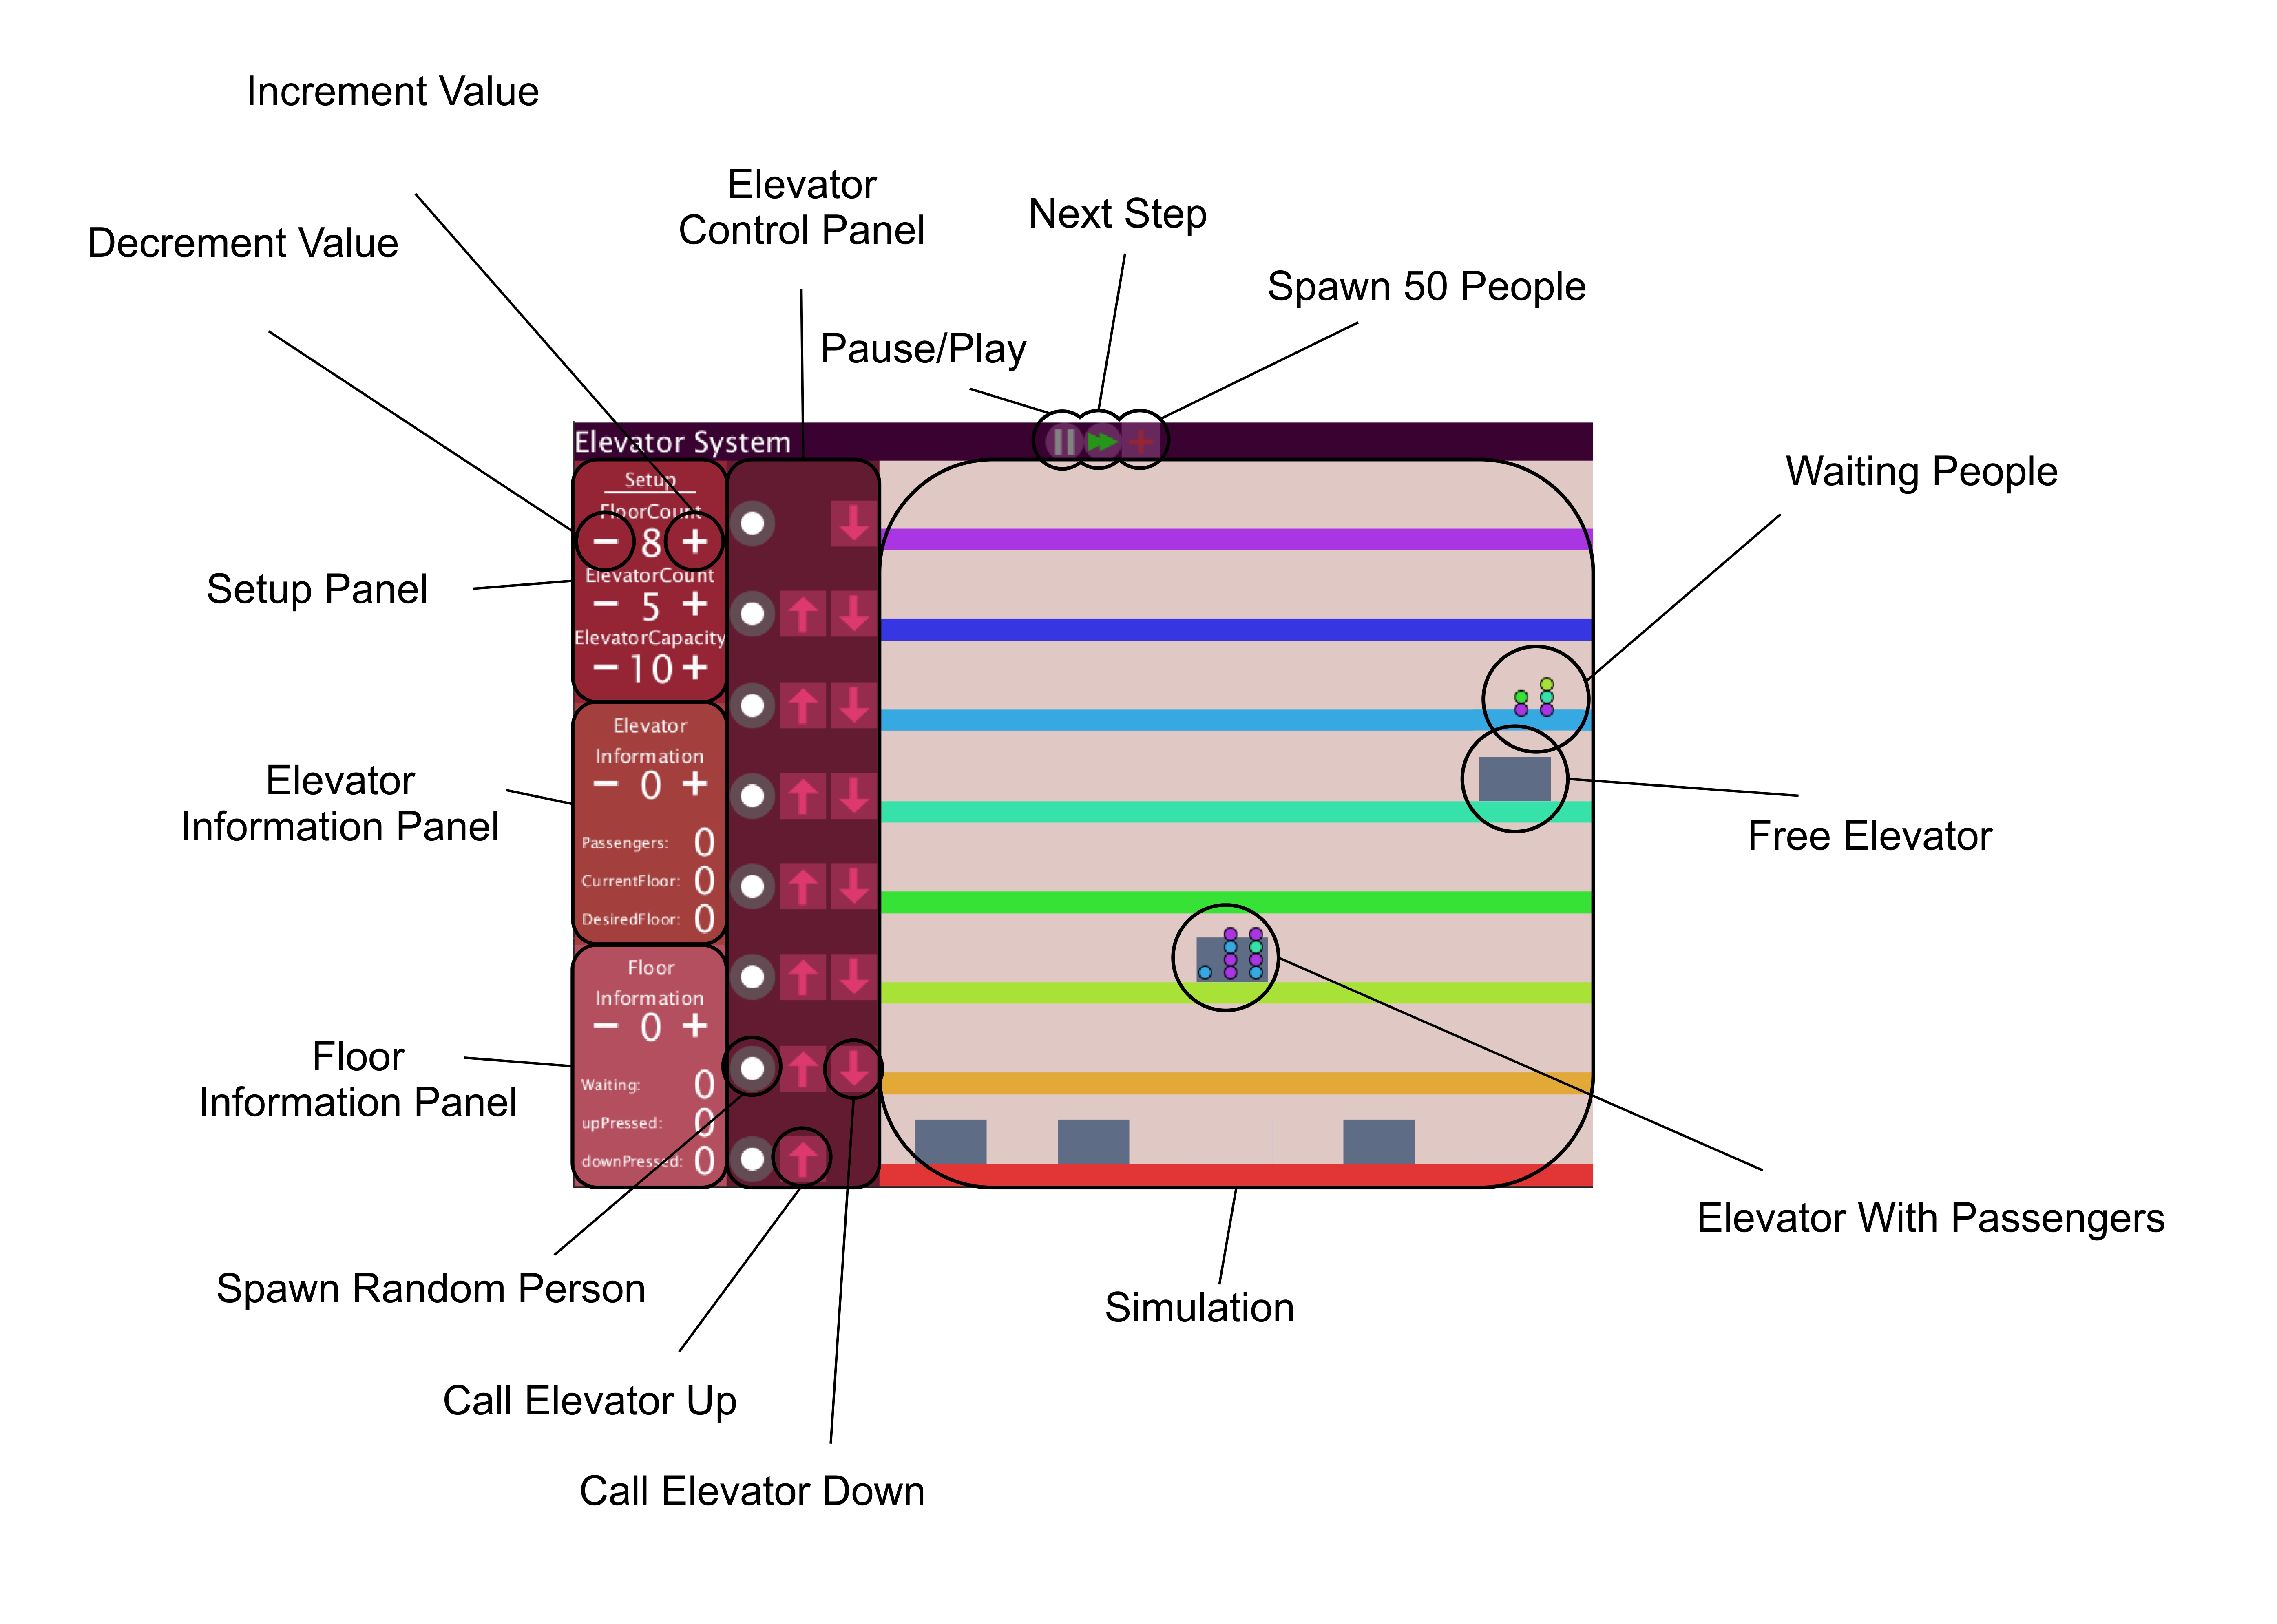 Increment Value
Decrement Value
Elevator
Control Panel
Next Step
Spawn 50 People
Pause/Play
Elevator System
Waiting People
Setup
FloorCount
− 8 +
ElevatorCount
− 5 +
ElevatorCapacity
− 10 +
Setup Panel
Elevator
Information
− 0 +
Passengers: 0
CurrentFloor: 0
DesiredFloor: 0
Elevator
Information Panel
Free Elevator
Floor
Information
− 0 +
Waiting: 0
upPressed: 0
downPressed: 0
Floor
Information Panel
Elevator With Passengers
Spawn Random Person
Simulation
Call Elevator Up
Call Elevator Down